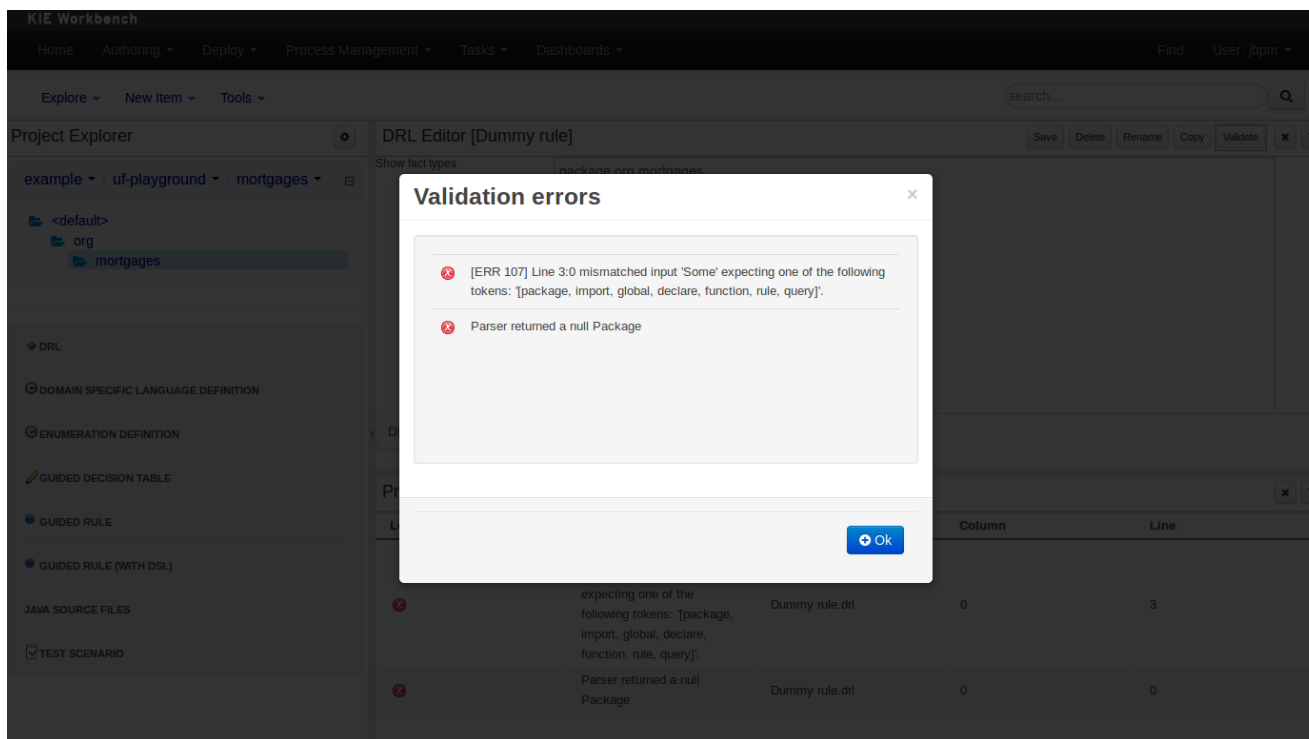 KIE Workbench
Home Authoring Deploy Process Management Tasks Dashboards Find User: jbpm
Explore New Item Tools search...
Project Explorer
DRL Editor [Dummy rule] Save Delete Rename Copy Validate
Show fact types
package org.mortgages
example / uf-playground / mortgages
<default>
org
mortgages
DRL
DOMAIN SPECIFIC LANGUAGE DEFINITION
ENUMERATION DEFINITION
GUIDED DECISION TABLE
GUIDED RULE
GUIDED RULE (WITH DSL)
JAVA SOURCE FILES
TEST SCENARIO
Validation errors
[ERR 107] Line 3:0 mismatched input 'Some' expecting one of the following
tokens: '[package, import, global, declare, function, rule, query]'.
Parser returned a null Package
Ok
Column Line
expecting one of the
following tokens: '[package,
import, global, declare,
function, rule, query]'.
Dummy rule.drl 0 3
Parser returned a null
Package
Dummy rule.drl 0 0